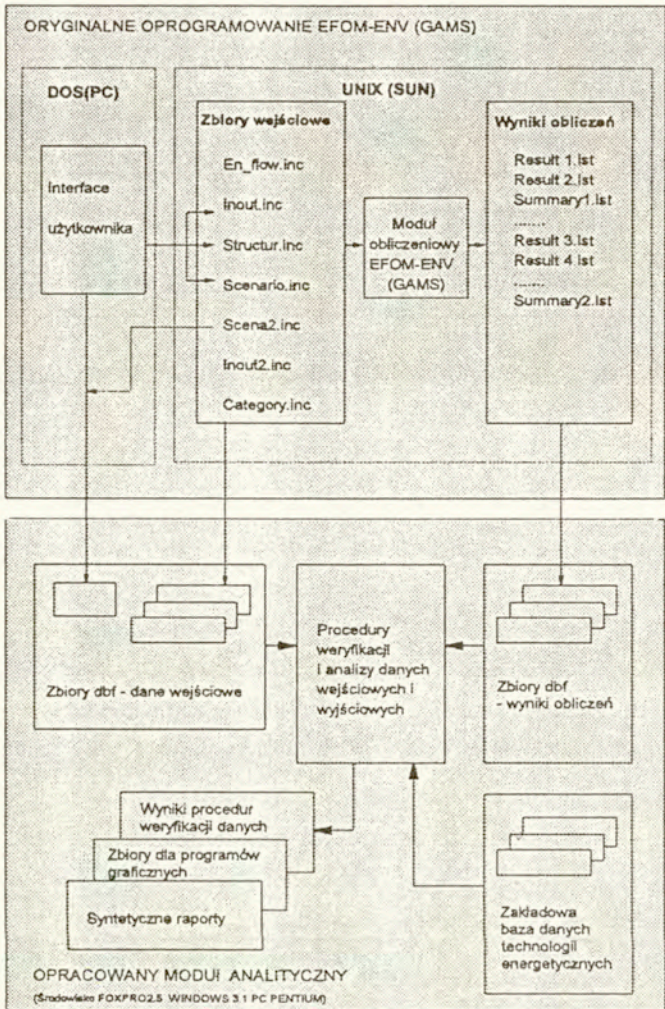 ORYGINALNE OPROGRAMOWANIE EFOM-ENV (GAMS)
DOS(PC)
Interface
użytkownika
UNIX (SUN)
Zbiory wejściowe
En_flow.inc
Inout.inc
Structur.inc
Scenario.inc
Scena2.inc
Inout2.inc
Category.inc
Moduł
obliczeniowy
EFOM-ENV
(GAMS)
Wyniki obliczeń
Result 1.lst
Result 2.lst
Summary1.lst
.......
Result 3.lst
Result 4.lst
.......
Summary2.lst
Zbiory dbf - dane wejściowe
Procedury
weryfikacji
i analizy danych
wejściowych i
wyjściowych
Zbiory dbf
- wyniki obliczeń
Wyniki procedur
weryfikacji danych
Zbiory dla programów
graficznych
Syntetyczne raporty
Zakładowa
baza danych
technologii
energetycznych
OPRACOWANY MODUł ANALITYCZNY
(Środowisko FOXPRO2.5 WINDOWS 3.1 PC PENTIUM)